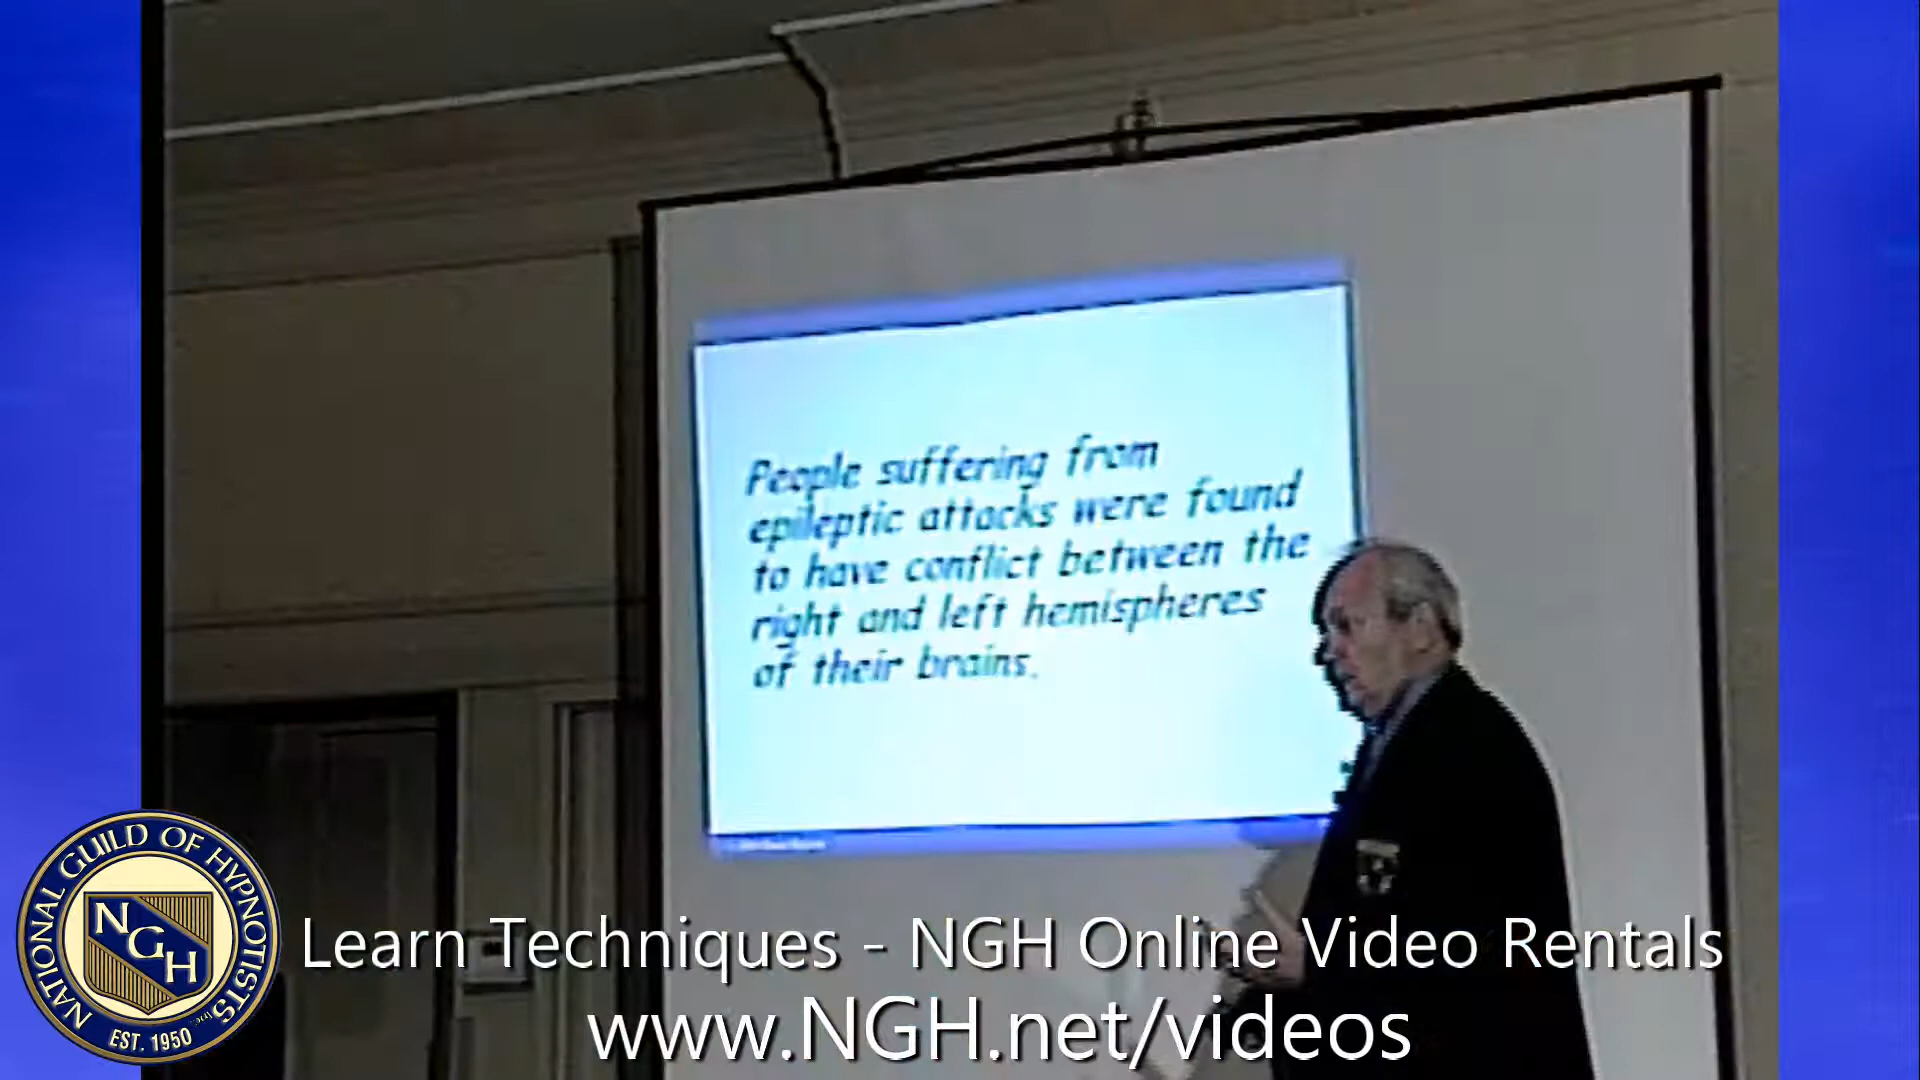 People suffering from
epileptic attacks were found
to have conflict between the
right and left hemispheres
of their brains.
NATIONAL GUILD OF HYPNOTISTS, Inc.
NGH
EST. 1950
Learn Techniques - NGH Online Video Rentals
www.NGH.net/videos